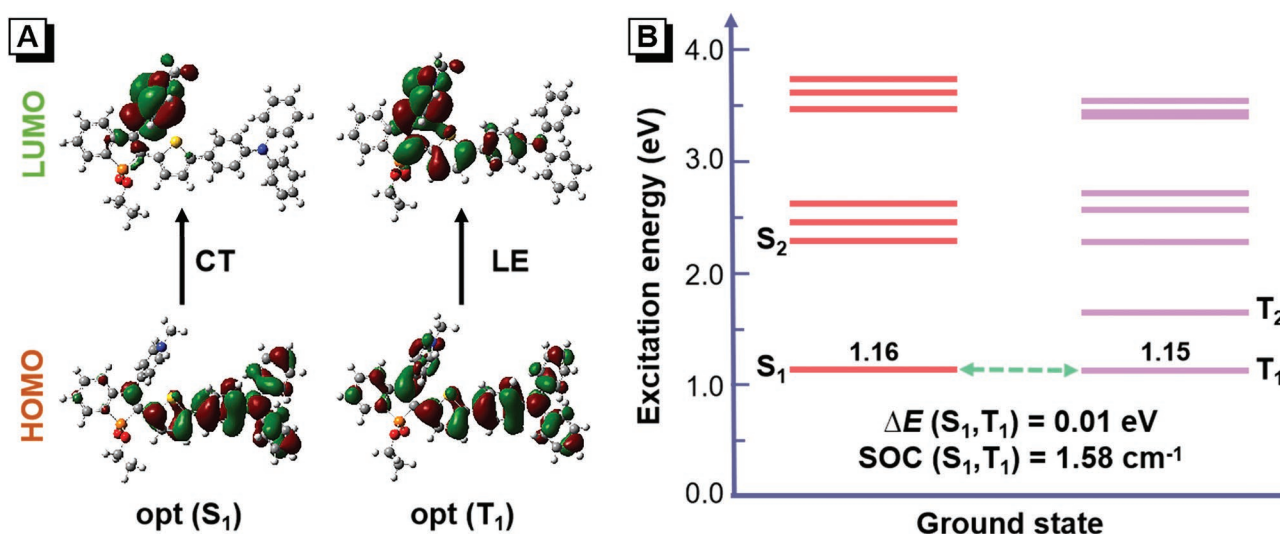 A
LUMO
HOMO
CT
LE
opt (S₁)
opt (T₁)
B
Excitation energy (eV)
4.0
3.0
2.0
1.0
0.0
S₂
S₁
1.16
1.15
T₂
T₁
ΔE (S₁,T₁) = 0.01 eV
SOC (S₁,T₁) = 1.58 cm⁻¹
Ground state